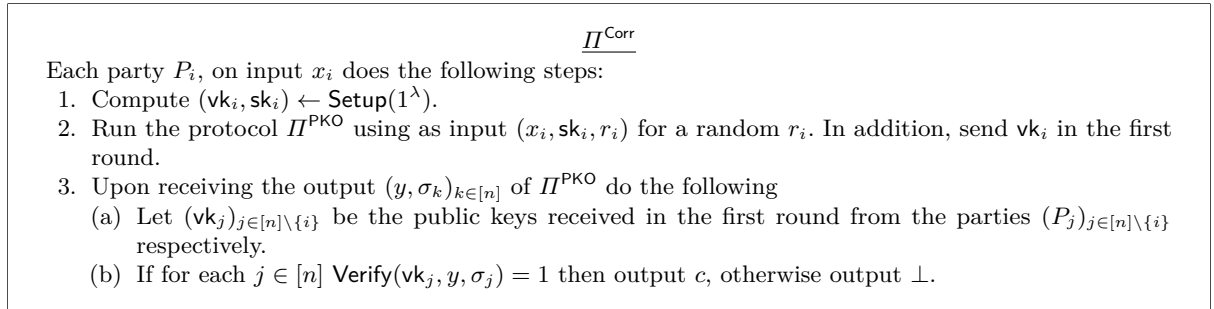 Π^Corr
Each party P_i, on input x_i does the following steps:
1. Compute (vk_i, sk_i) ← Setup(1^λ).
2. Run the protocol Π^PKO using as input (x_i, sk_i, r_i) for a random r_i. In addition, send vk_i in the first
round.
3. Upon receiving the output (y, σ_k)_{k∈[n]} of Π^PKO do the following
(a) Let (vk_j)_{j∈[n]\{i}} be the public keys received in the first round from the parties (P_j)_{j∈[n]\{i}}
respectively.
(b) If for each j ∈ [n] Verify(vk_j, y, σ_j) = 1 then output c, otherwise output ⊥.